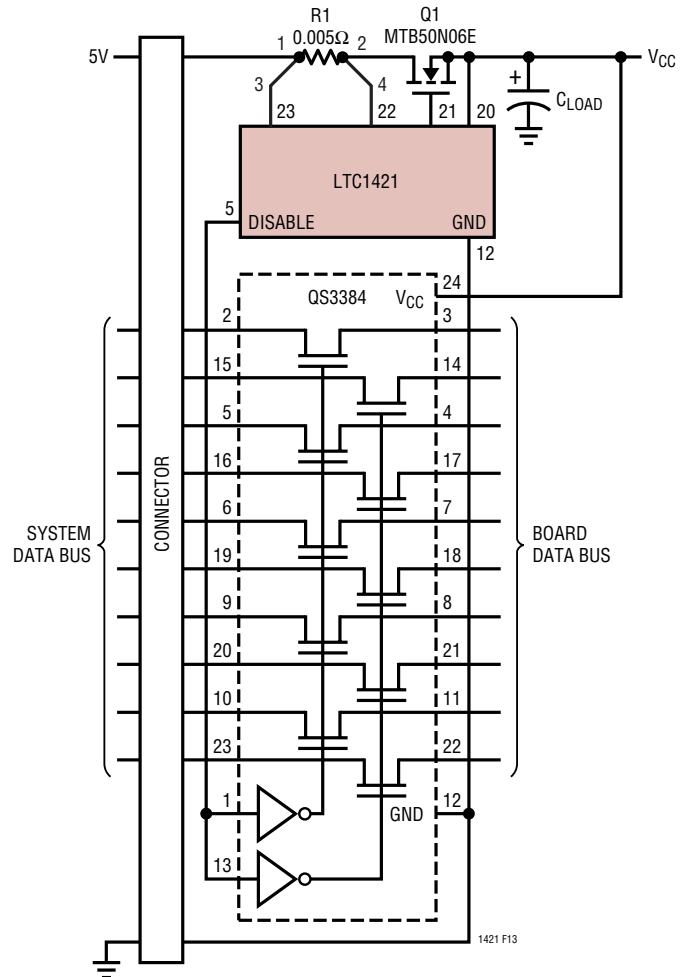 R1
0.005Ω
Q1
MTB50N06E
5V
1
2
VCC
3
4
+
CLOAD
23
22
21
20
LTC1421
5
DISABLE
GND
12
24
QS3384
VCC
2
3
15
14
5
4
16
17
6
7
19
18
9
8
20
21
10
11
23
22
1
GND
12
13
SYSTEM
DATA BUS
CONNECTOR
BOARD
DATA BUS
1421 F13